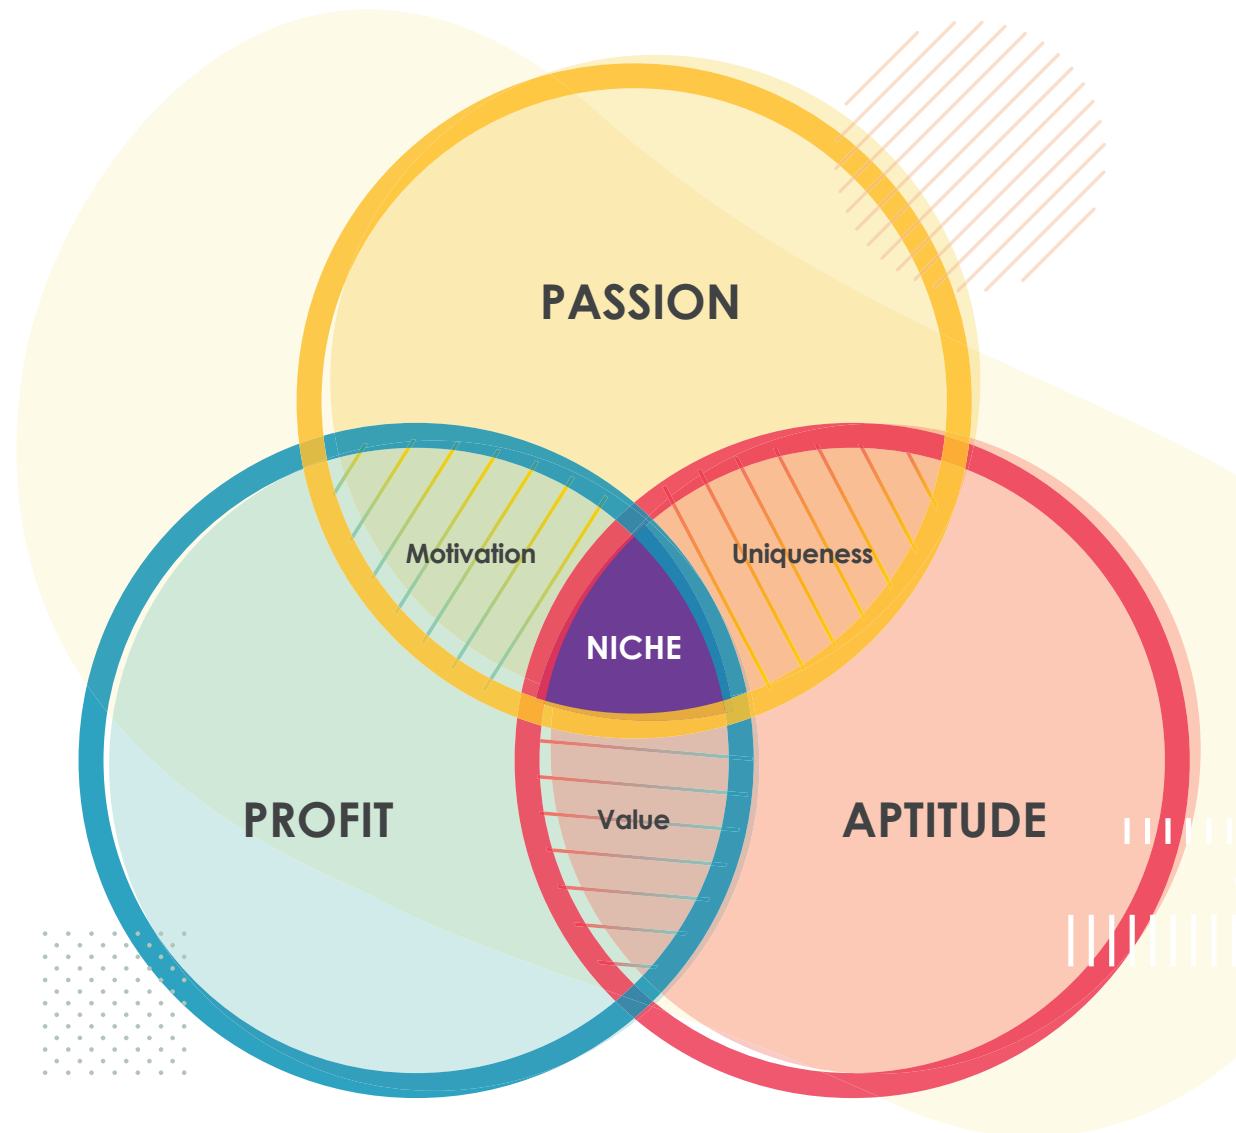 PASSION
Motivation
Uniqueness
NICHE
PROFIT
Value
APTITUDE